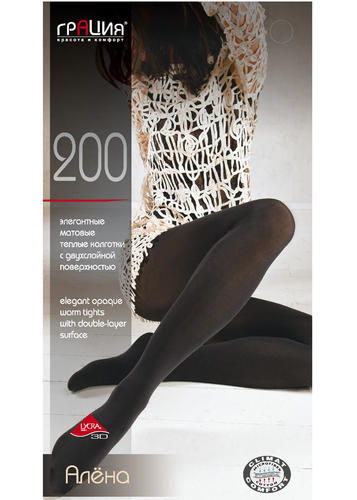 грАция®
красота и комфорт
200
элегантные
матовые
теплые колготки
с двухслойной
поверхностью
elegant opaque
warm tights
with double-layer
surface
LYCRA
3D
Алёна
CLIMAT
COMFORT